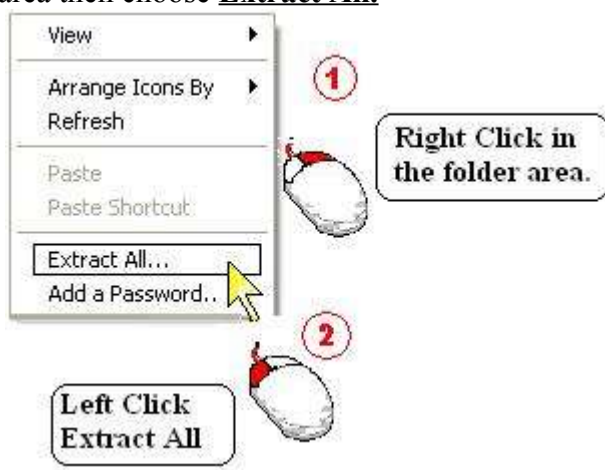 area then choose Extract All.
View
Arrange Icons By
Refresh
Paste
Paste Shortcut
Extract All...
Add a Password..
1
Right Click in
the folder area.
2
Left Click
Extract All